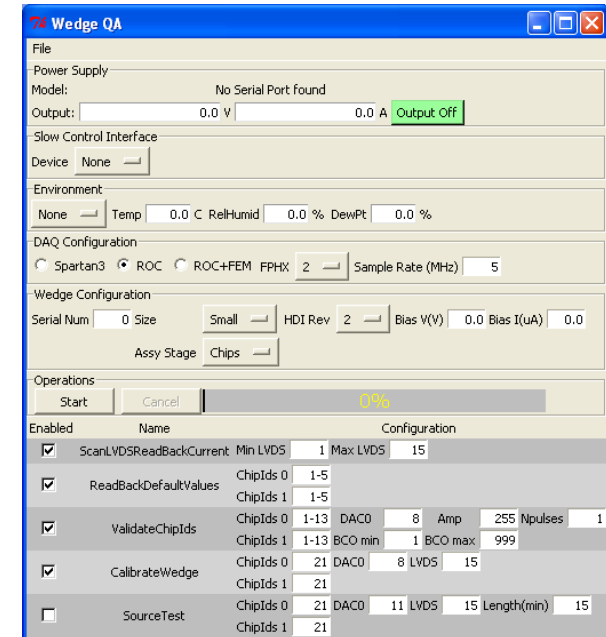 Wedge QA
File
Power Supply
Model: No Serial Port found
Output: 0.0 V 0.0 A Output Off
Slow Control Interface
Device None
Environment
None Temp 0.0 C RelHumid 0.0 % DewPt 0.0 %
DAQ Configuration
Spartan3 ROC ROC+FEM FPHX 2 Sample Rate (MHz) 5
Wedge Configuration
Serial Num 0 Size Small HDI Rev 2 Bias V(V) 0.0 Bias I(uA) 0.0
Assy Stage Chips
Operations
Start Cancel 0%
Enabled Name Configuration
ScanLVDSReadBackCurrent Min LVDS 1 Max LVDS 15
ReadBackDefaultValues ChipIds 0 1-5
ChipIds 1 1-5
ValidateChipIds ChipIds 0 1-13 DAC0 8 Amp 255 Npulses 1
ChipIds 1 1-13 BCO min 1 BCO max 999
CalibrateWedge ChipIds 0 21 DAC0 8 LVDS 15
ChipIds 1 21
SourceTest ChipIds 0 21 DAC0 11 LVDS 15 Length(min) 15
ChipIds 1 21